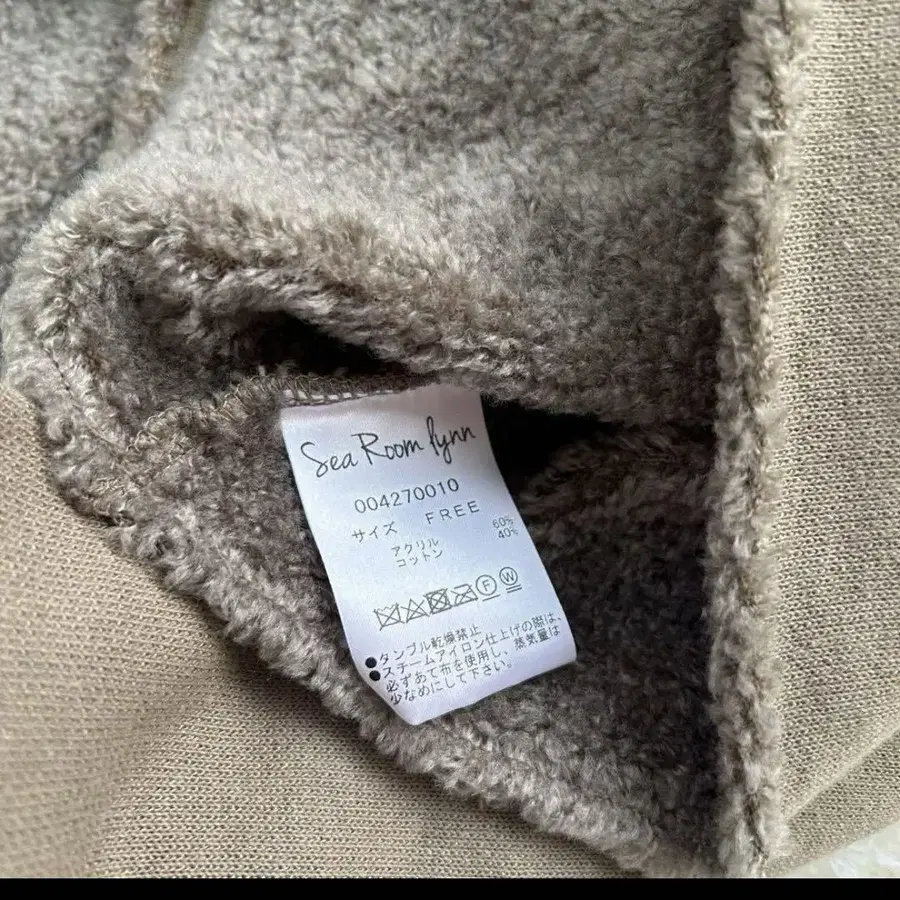 Sea Room lynn
004270010
サイズ FREE
アクリル 60%
コットン 40%
F W
●タンブル乾燥禁止
●スチームアイロン仕上げの際は、
必ずあて布を使用し、蒸気量は
少なめにして下さい。